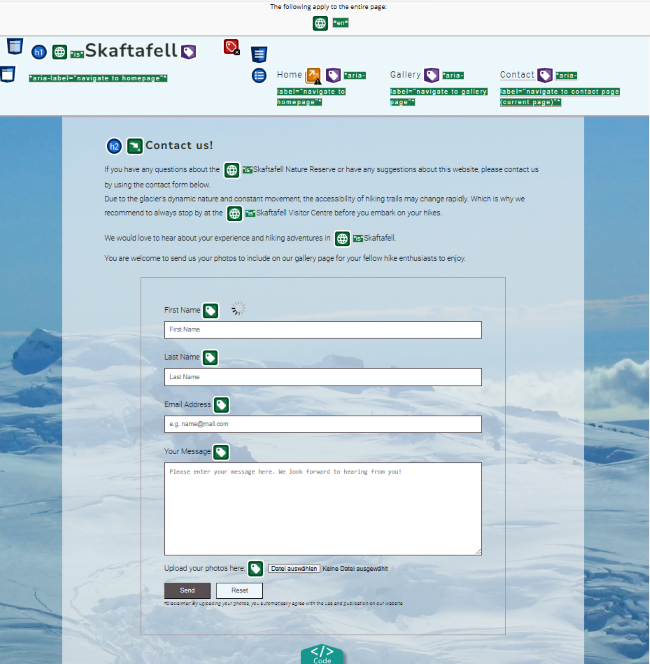 The following apply to the entire page:
*"en"
h1 *"is" Skaftafell
*"aria-label="navigate to homepage"*
Home *"aria-label="navigate to homepage"*
Gallery *"aria-label="navigate to gallery page"*
Contact *"aria-label="navigate to contact page (current page)"*
h2 Contact us!
If you have any questions about the *"is" Skaftafell Nature Reserve or have any suggestions about this website, please contact us
by using the contact form below.
Due to the glacier's dynamic nature and constant movement, the accessibility of hiking trails may change rapidly. Which is why we
recommend to always stop by at the *"is" Skaftafell Visitor Centre before you embark on your hikes.
We would love to hear about your experience and hiking adventures in *"is" Skaftafell.
You are welcome to send us your photos to include on our gallery page for your fellow hike enthusiasts to enjoy.
First Name
First Name
Last Name
Last Name
Email Address
e.g. name@mail.com
Your Message
Please enter your message here. We look forward to hearing from you!
Upload your photos here: Datei auswählen Keine Datei ausgewählt
Send Reset
*Disclaimer: By uploading your photos, you automatically agree with the use and publication on our website.
</> Code